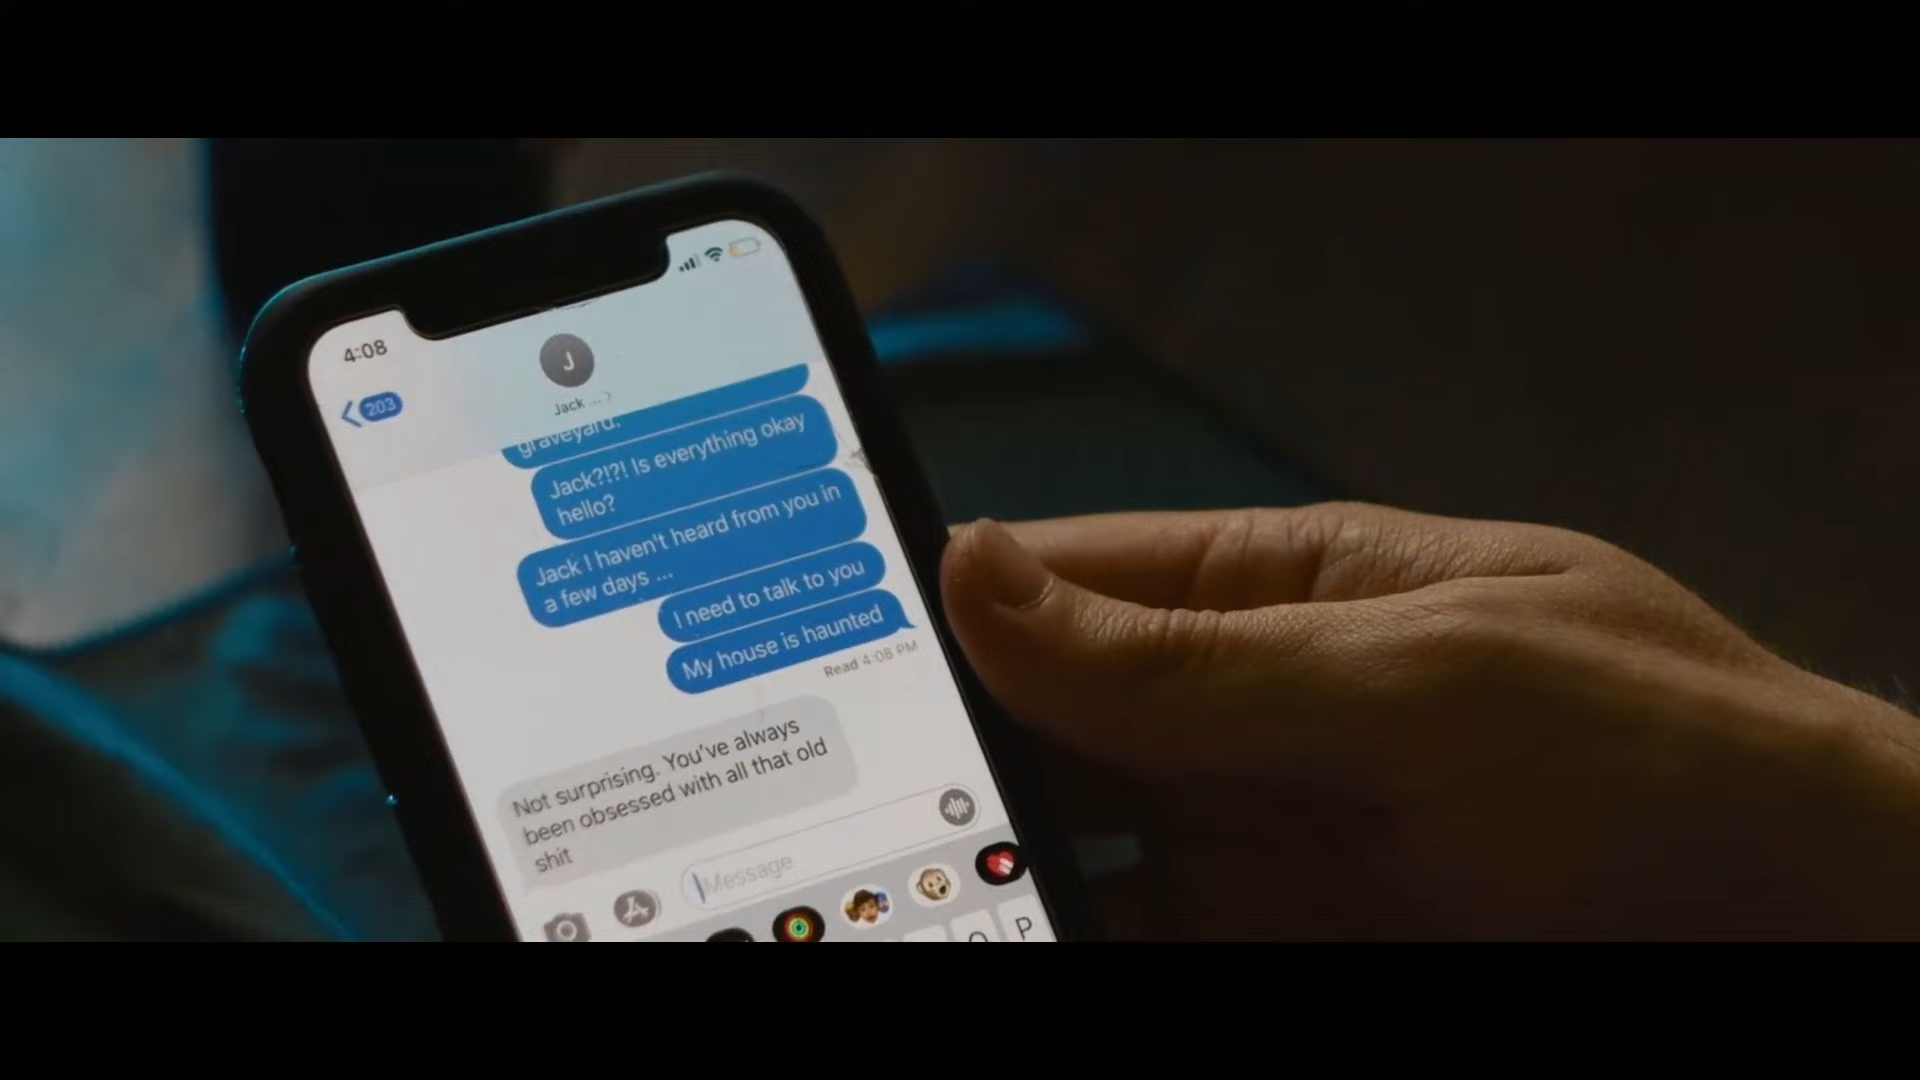 4:08
203
J
Jack ... >
graveyard.
Jack?!?! Is everything okay
hello?
Jack I haven't heard from you in
a few days ...
I need to talk to you
My house is haunted
Read 4:08 PM
Not surprising. You've always
been obsessed with all that old
shit
Message
O P